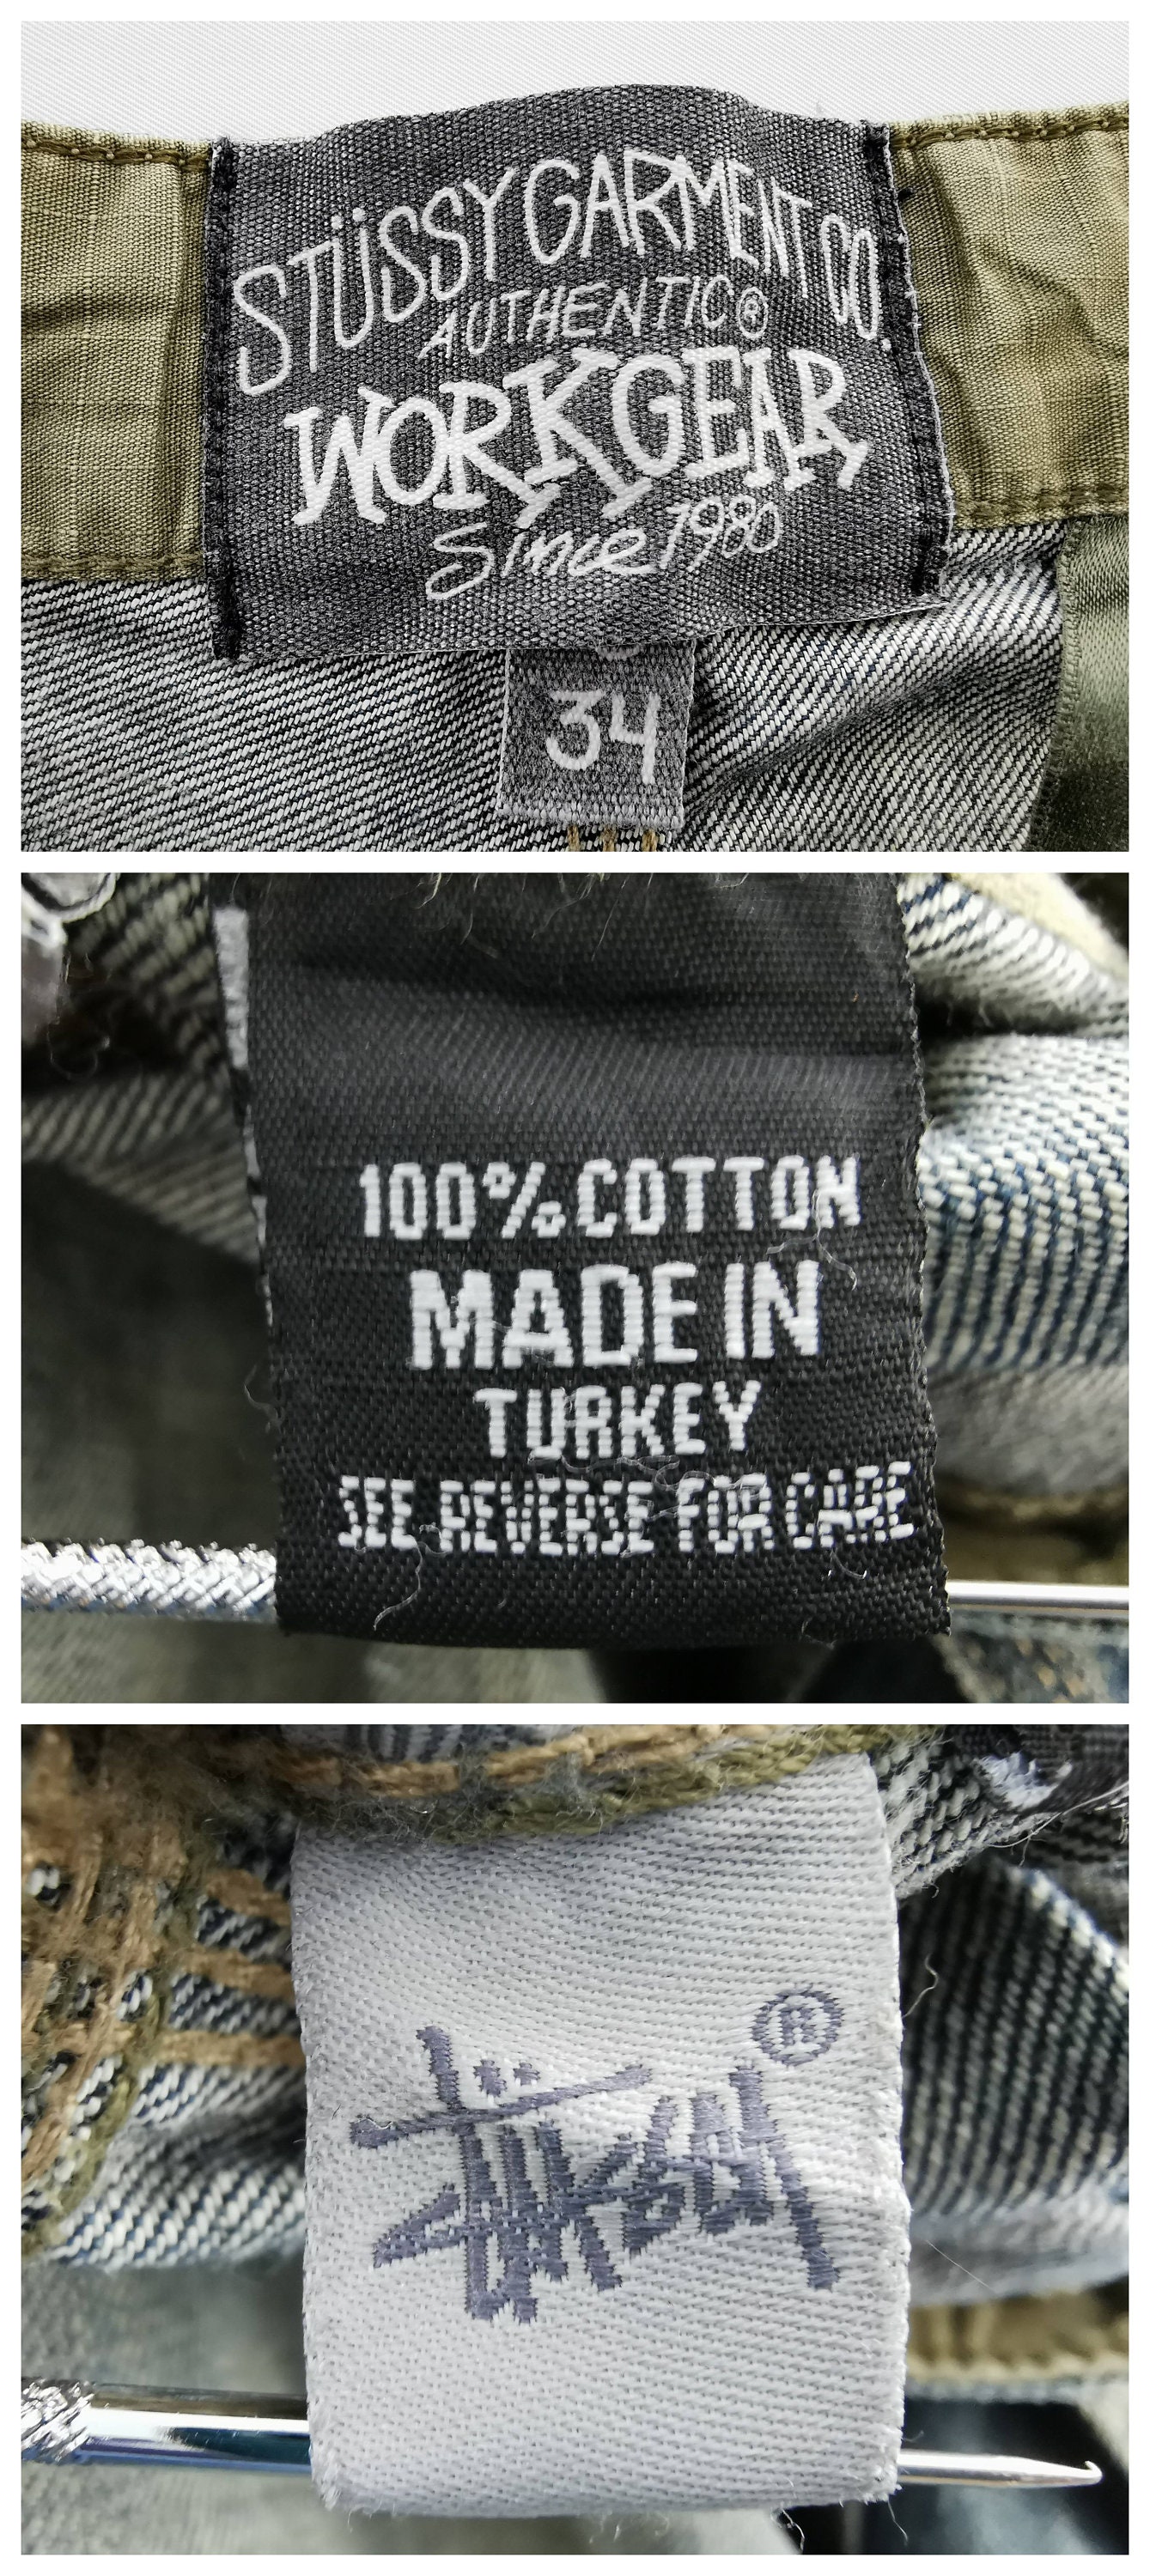 STÜSSY GARMENT CO.
AUTHENTIC ®
WORKGEAR
Since 1980
34
100% COTTON
MADE IN
TURKEY
SEE REVERSE FOR CARE
Stüssy ®